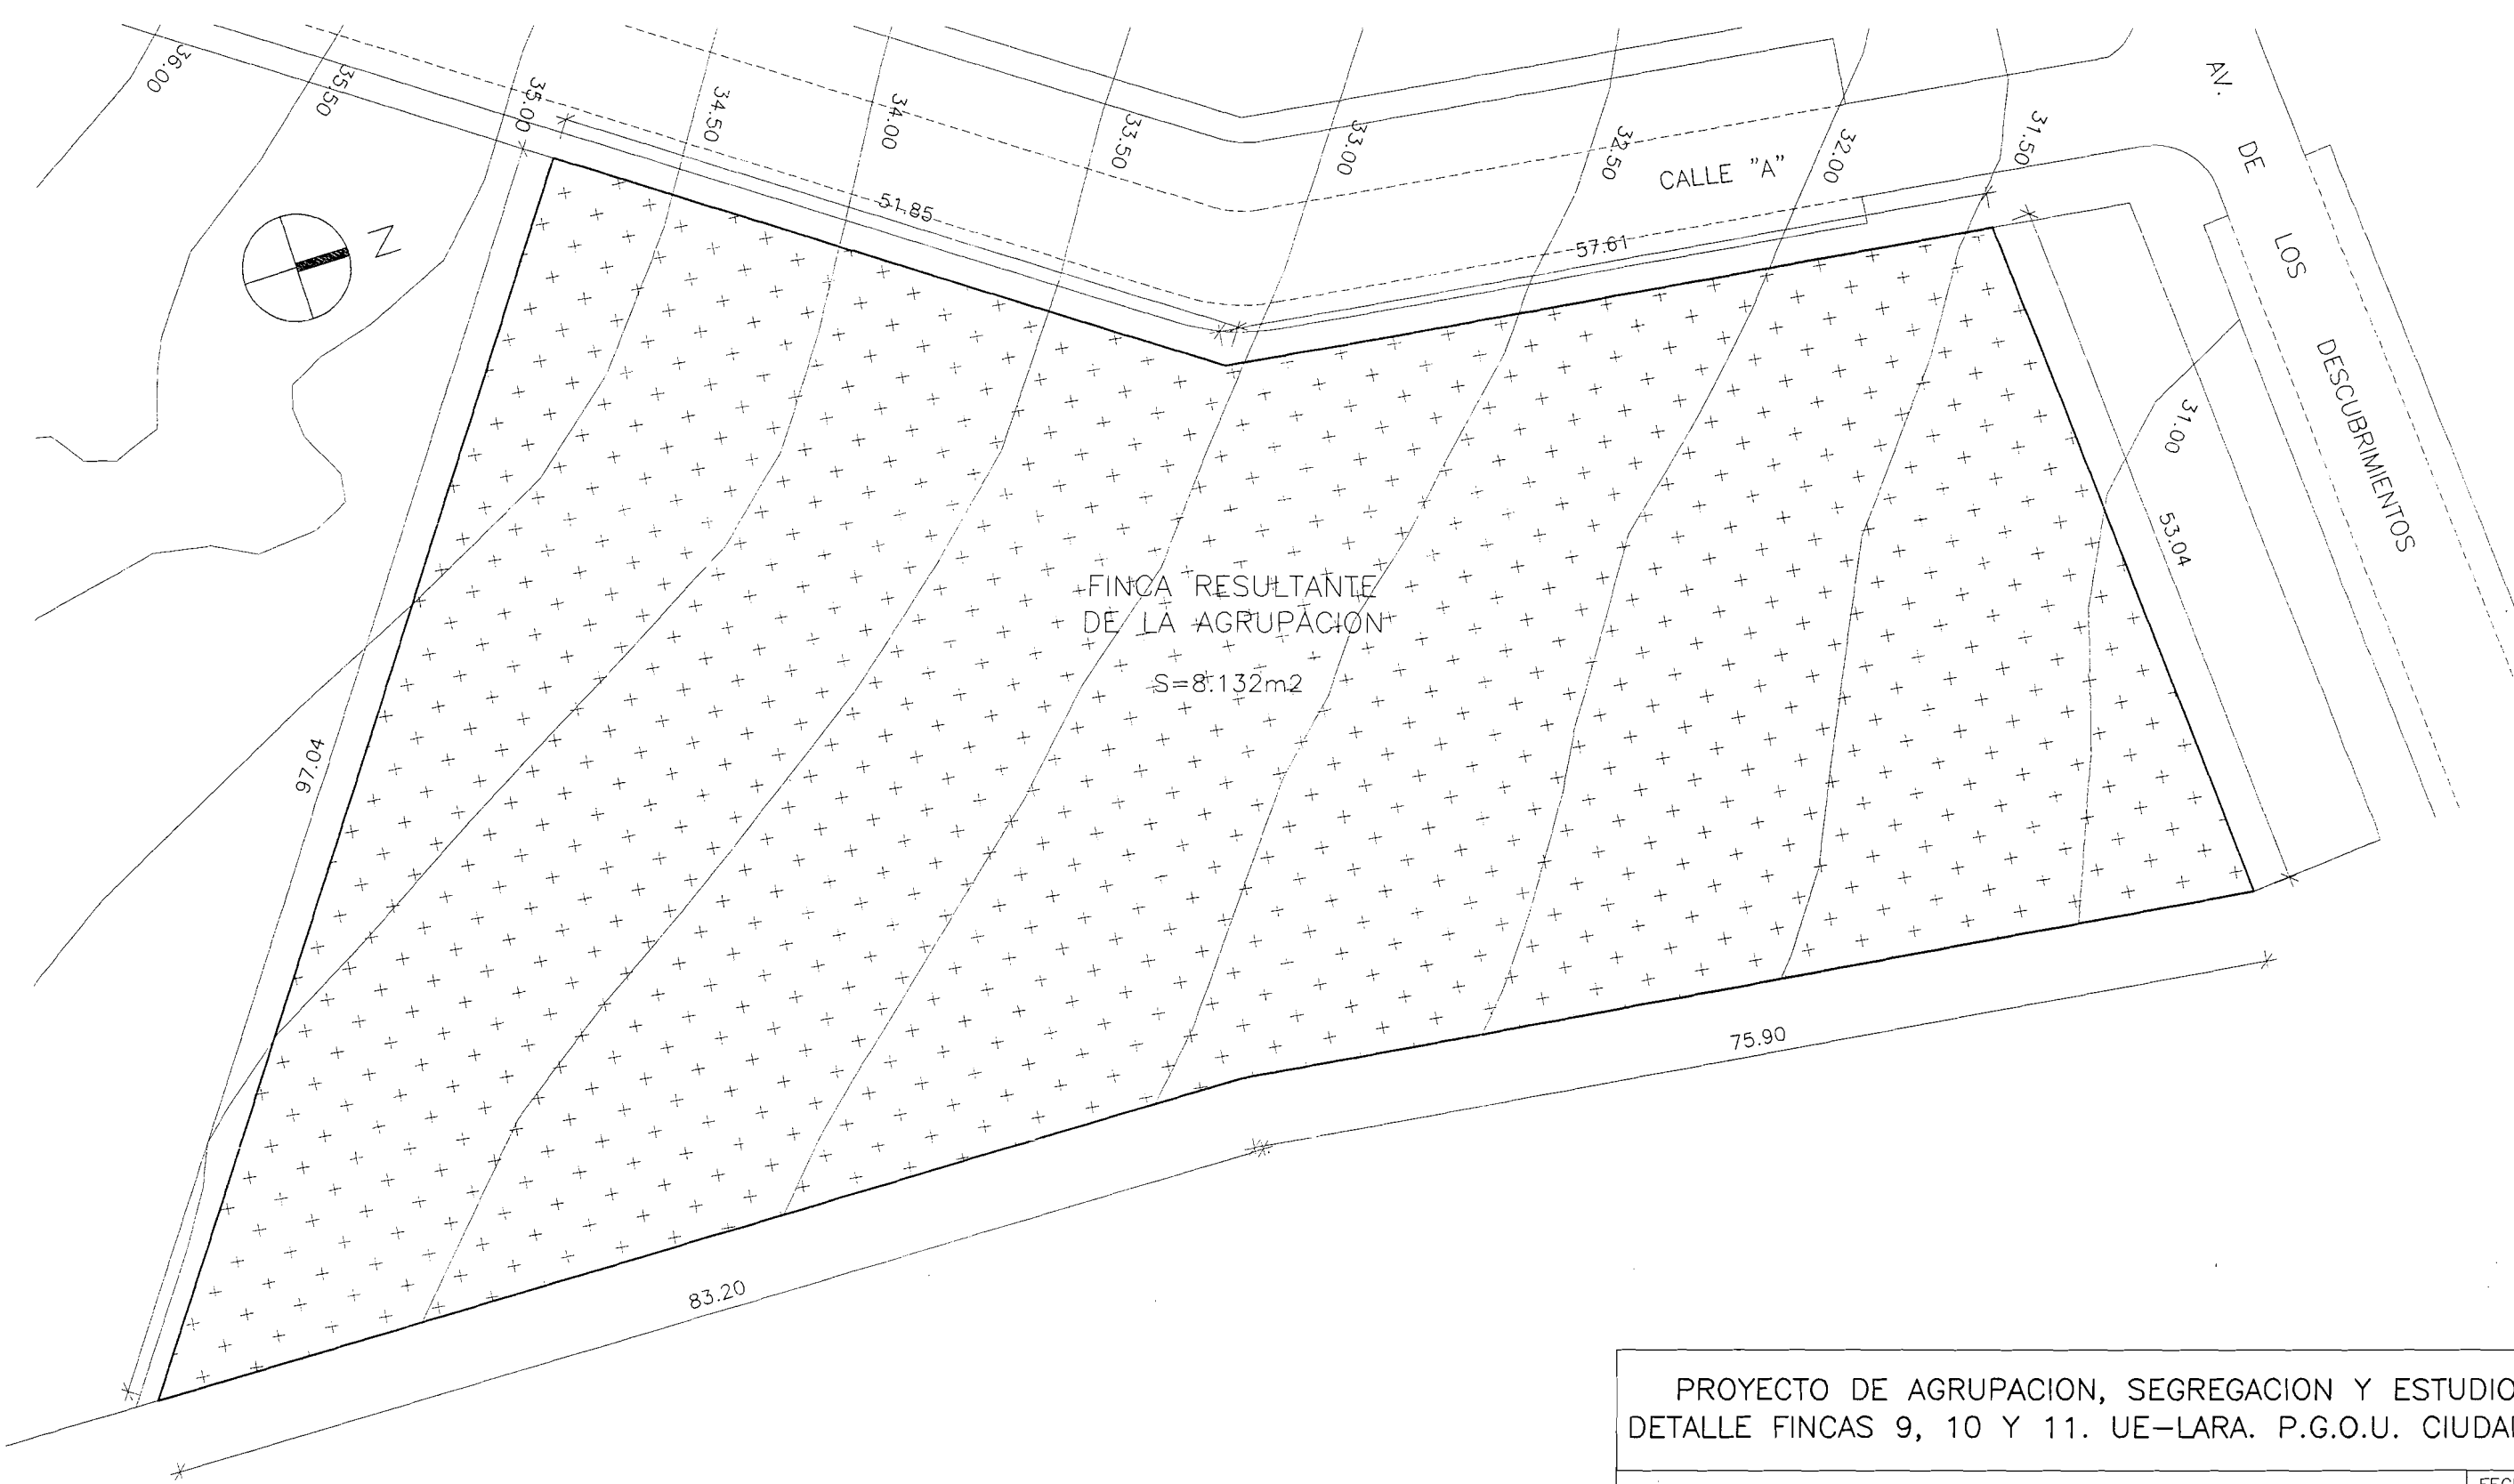 36.00
35.50
35.00
34.50
34.00
33.50
33.00
32.50
32.00
31.50
AV. DE LOS DESCUBRIMIENTOS
CALLE "A"
N
51.85
57.61
31.00
53.04
FINCA RESULTANTE
DE LA AGRUPACION
S=8.132m2
97.04
75.90
83.20
PROYECTO DE AGRUPACION, SEGREGACION Y ESTUDIO
DETALLE FINCAS 9, 10 Y 11. UE-LARA. P.G.O.U. CIUDA